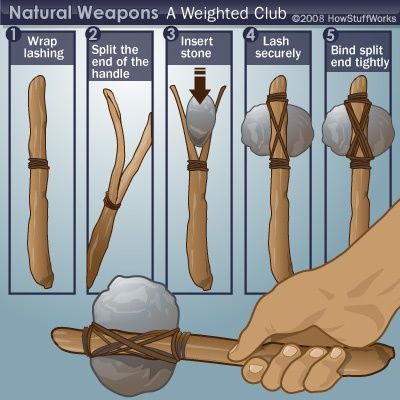 Natural Weapons A Weighted Club
©2008 HowStuffWorks
1
Wrap
lashing
2
Split the
end of the
handle
3
Insert
stone
4
Lash
securely
5
Bind split
end tightly